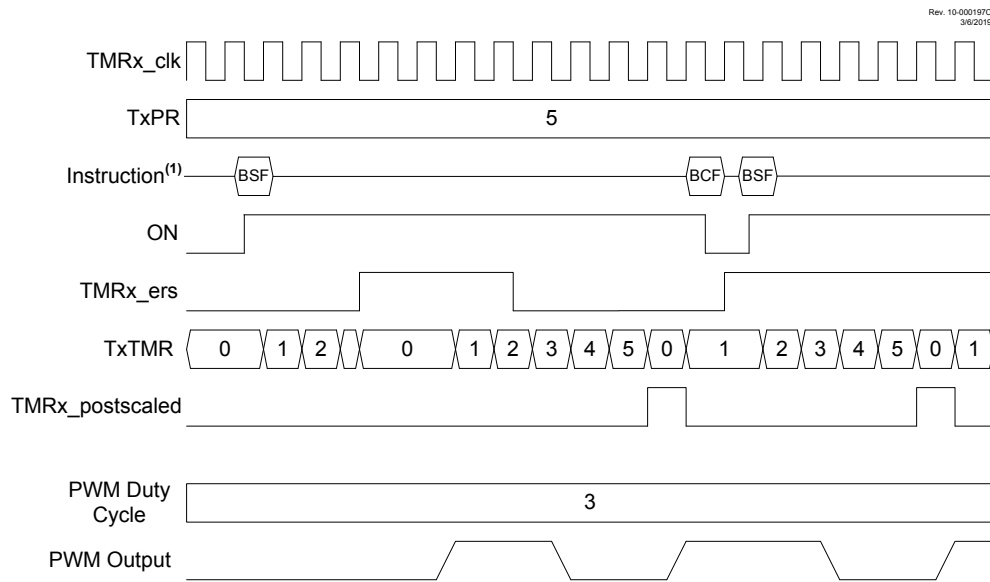 Rev. 10-000197C
3/6/2019
TMRx_clk
TxPR
5
Instruction(1)
BSF
BCF
BSF
ON
TMRx_ers
TxTMR
0 1 2 0 1 2 3 4 5 0 1 2 3 4 5 0 1
TMRx_postscaled
PWM Duty
Cycle
3
PWM Output